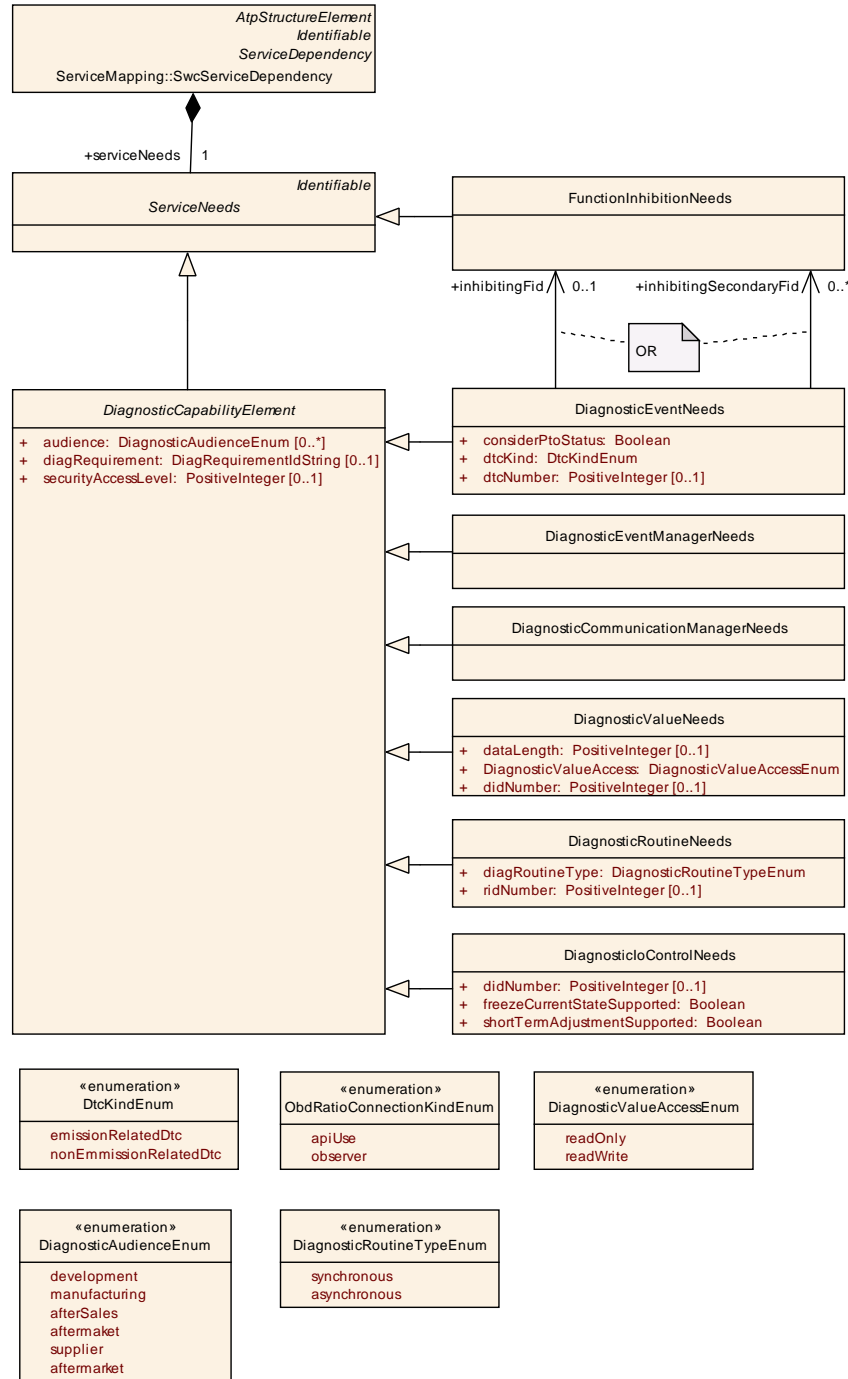 AtpStructureElement
Identifiable
ServiceDependency
ServiceMapping::SwcServiceDependency
+serviceNeeds 1
Identifiable
ServiceNeeds
FunctionInhibitionNeeds
+inhibitingFid 0..1 +inhibitingSecondaryFid 0..*
OR
DiagnosticCapabilityElement
+ audience: DiagnosticAudienceEnum [0..*]
+ diagRequirement: DiagRequirementIdString [0..1]
+ securityAccessLevel: PositiveInteger [0..1]
DiagnosticEventNeeds
+ considerPtoStatus: Boolean
+ dtcKind: DtcKindEnum
+ dtcNumber: PositiveInteger [0..1]
DiagnosticEventManagerNeeds
DiagnosticCommunicationManagerNeeds
DiagnosticValueNeeds
+ dataLength: PositiveInteger [0..1]
+ DiagnosticValueAccess: DiagnosticValueAccessEnum
+ didNumber: PositiveInteger [0..1]
DiagnosticRoutineNeeds
+ diagRoutineType: DiagnosticRoutineTypeEnum
+ ridNumber: PositiveInteger [0..1]
DiagnosticIoControlNeeds
+ didNumber: PositiveInteger [0..1]
+ freezeCurrentStateSupported: Boolean
+ shortTermAdjustmentSupported: Boolean
«enumeration»
DtcKindEnum
emissionRelatedDtc
nonEmmissionRelatedDtc
«enumeration»
ObdRatioConnectionKindEnum
apiUse
observer
«enumeration»
DiagnosticValueAccessEnum
readOnly
readWrite
«enumeration»
DiagnosticAudienceEnum
development
manufacturing
afterSales
aftermaket
supplier
aftermarket
«enumeration»
DiagnosticRoutineTypeEnum
synchronous
asynchronous